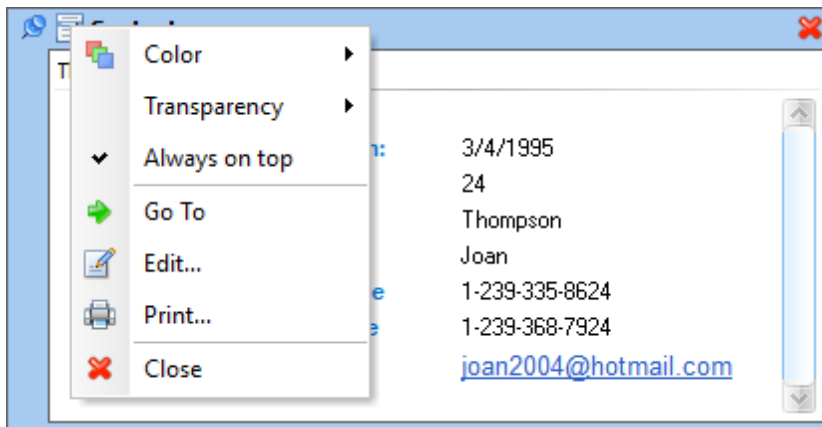 Color
Transparency
Always on top
Go To
Edit...
Print...
Close
3/4/1995
24
Thompson
Joan
1-239-335-8624
1-239-368-7924
joan2004@hotmail.com